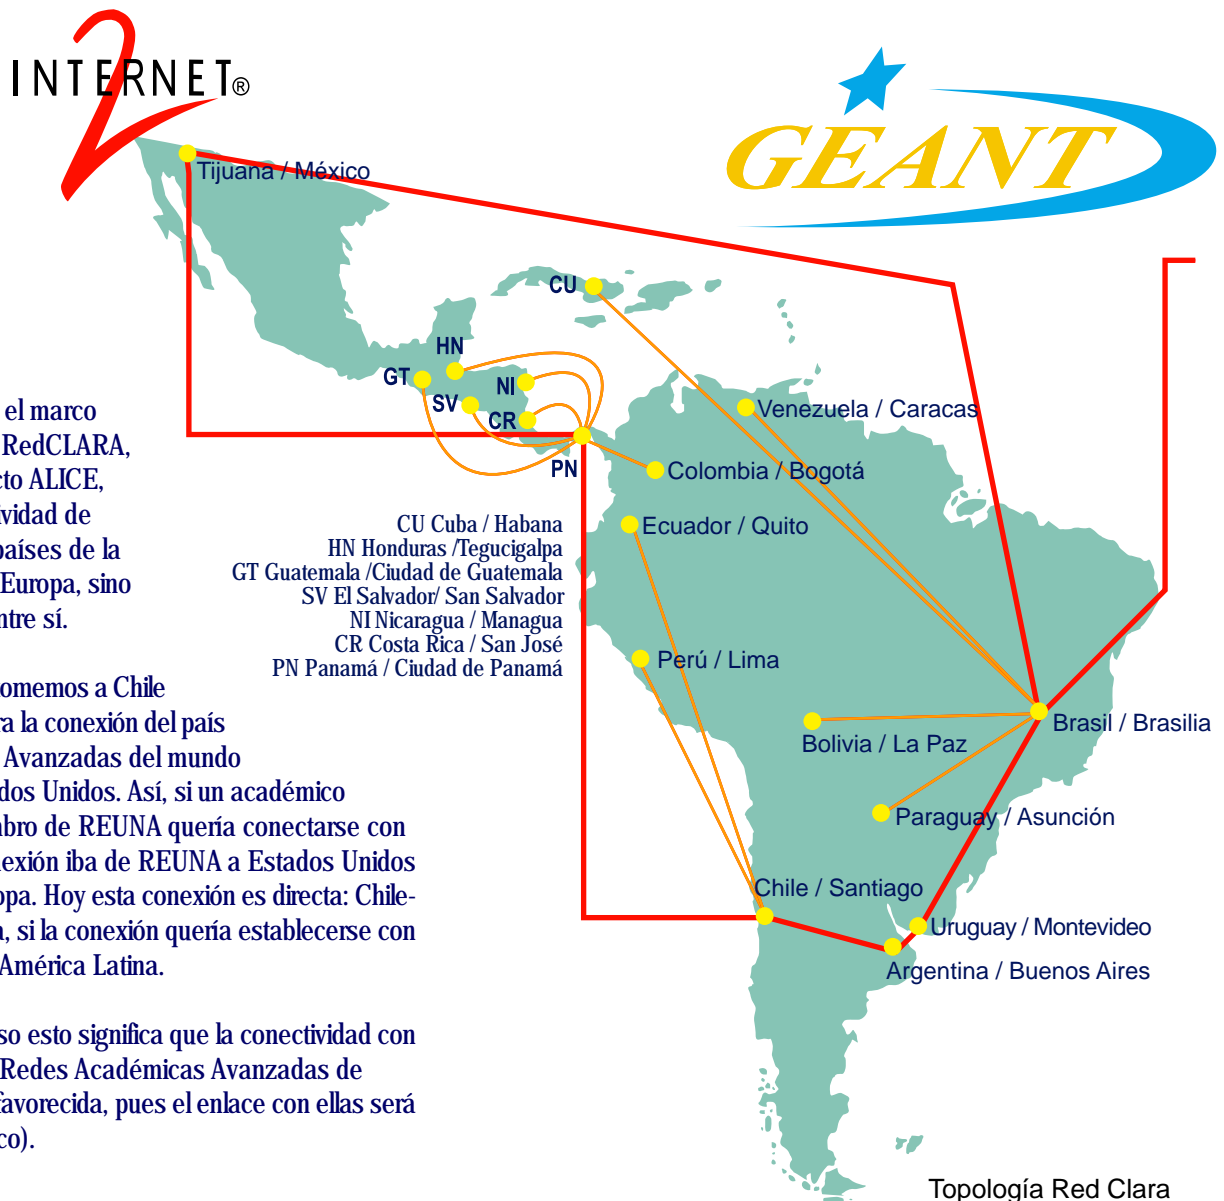 INTERNET®
2
GÉANT
Tijuana / México
CU
HN
GT
NI
SV
CR
PN
Venezuela / Caracas
Colombia / Bogotá
Ecuador / Quito
CU Cuba / Habana
HN Honduras /Tegucigalpa
GT Guatemala /Ciudad de Guatemala
SV El Salvador/ San Salvador
NI Nicaragua / Managua
CR Costa Rica / San José
PN Panamá / Ciudad de Panamá
Perú / Lima
Bolivia / La Paz
Brasil / Brasilia
Paraguay / Asunción
Chile / Santiago
Uruguay / Montevideo
Argentina / Buenos Aires
el marco
RedCLARA,
cto ALICE,
ividad de
países de la
Europa, sino
ntre sí.
tomemos a Chile
ra la conexión del país
Avanzadas del mundo
dos Unidos. Así, si un académico
mbro de REUNA quería conectarse con
nexión iba de REUNA a Estados Unidos
opa. Hoy esta conexión es directa: Chile-
a, si la conexión quería establecerse con
América Latina.
so esto significa que la conectividad con
Redes Académicas Avanzadas de
favorecida, pues el enlace con ellas será
co).
Topología Red Clara